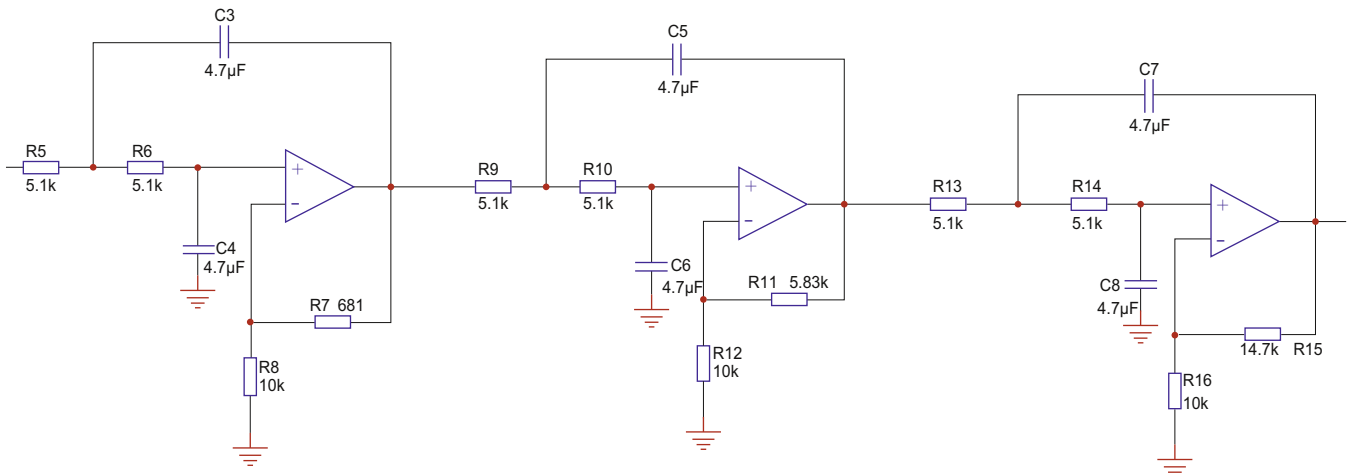 C3
4.7µF
R5
5.1k
R6
5.1k
+
−
C4
4.7µF
R7 681
R8
10k
C5
4.7µF
R9
5.1k
R10
5.1k
+
−
C6
4.7µF
R11 5.83k
R12
10k
C7
4.7µF
R13
5.1k
R14
5.1k
+
−
C8
4.7µF
14.7k R15
R16
10k